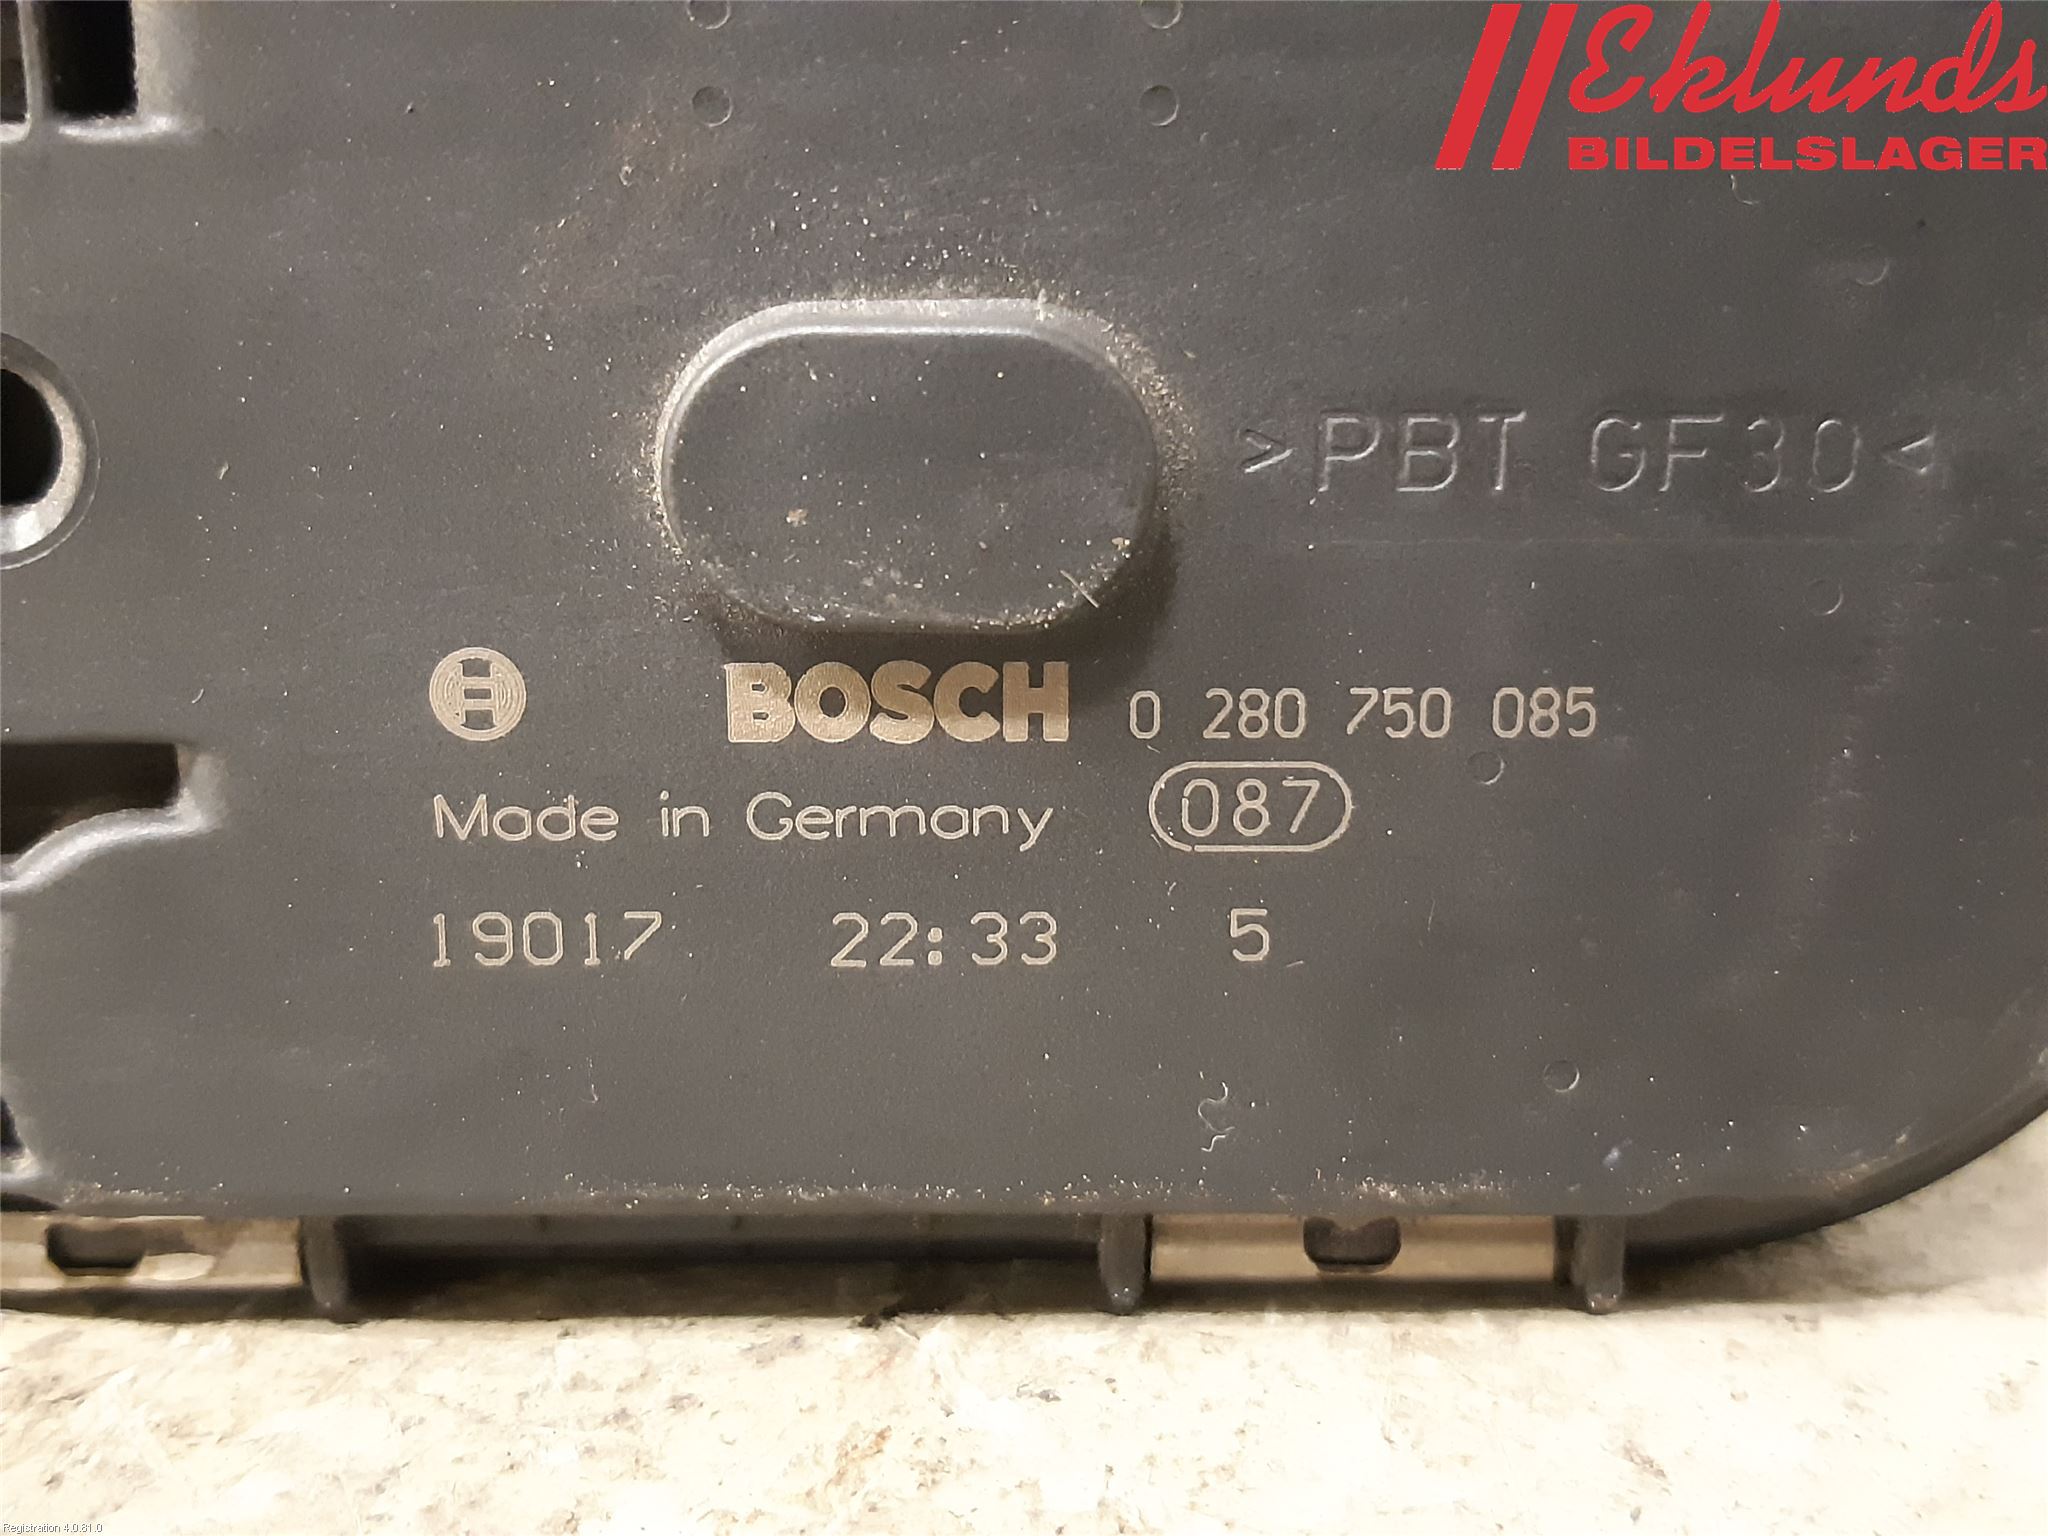 Eklunds
BILDELSLAGER
>PBT GF30<
BOSCH 0 280 750 085
Made in Germany 087
19017 22:33 5
Registration 4.0.81.0